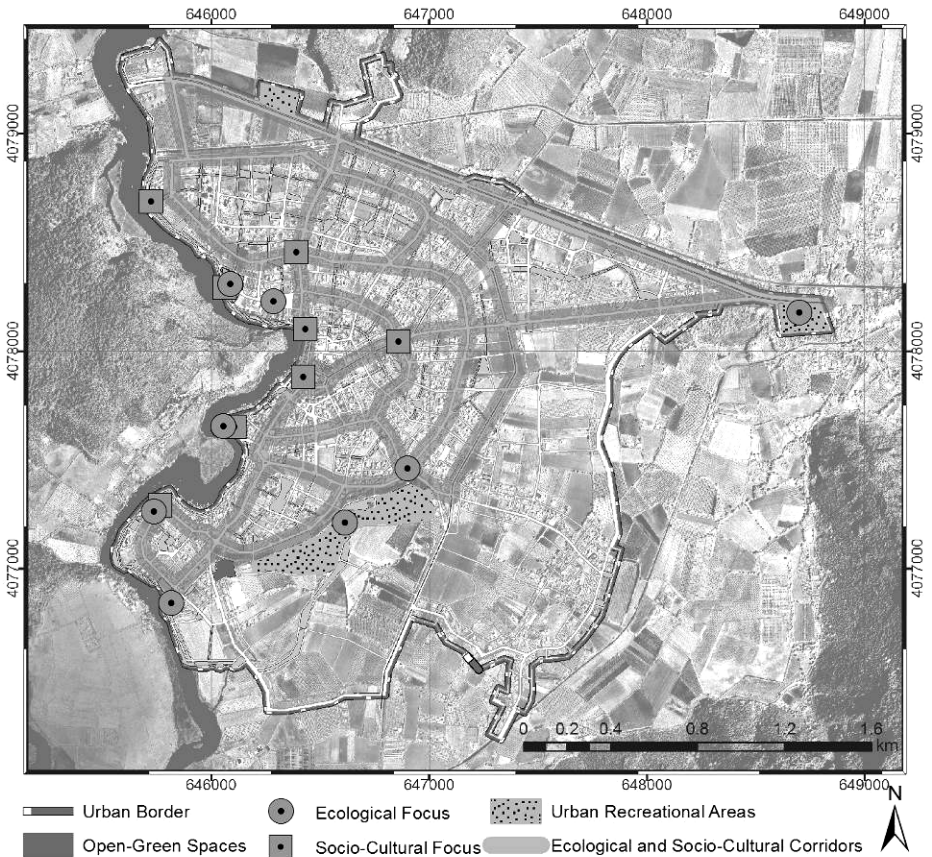 646000 647000 648000 649000
4079000 4079000
4078000 4078000
4077000 4077000
0 0.2 0.4 0.8 1.2 1.6
km
646000 647000 648000 649000
N
Urban Border Ecological Focus Urban Recreational Areas
Open-Green Spaces Socio-Cultural Focus Ecological and Socio-Cultural Corridors